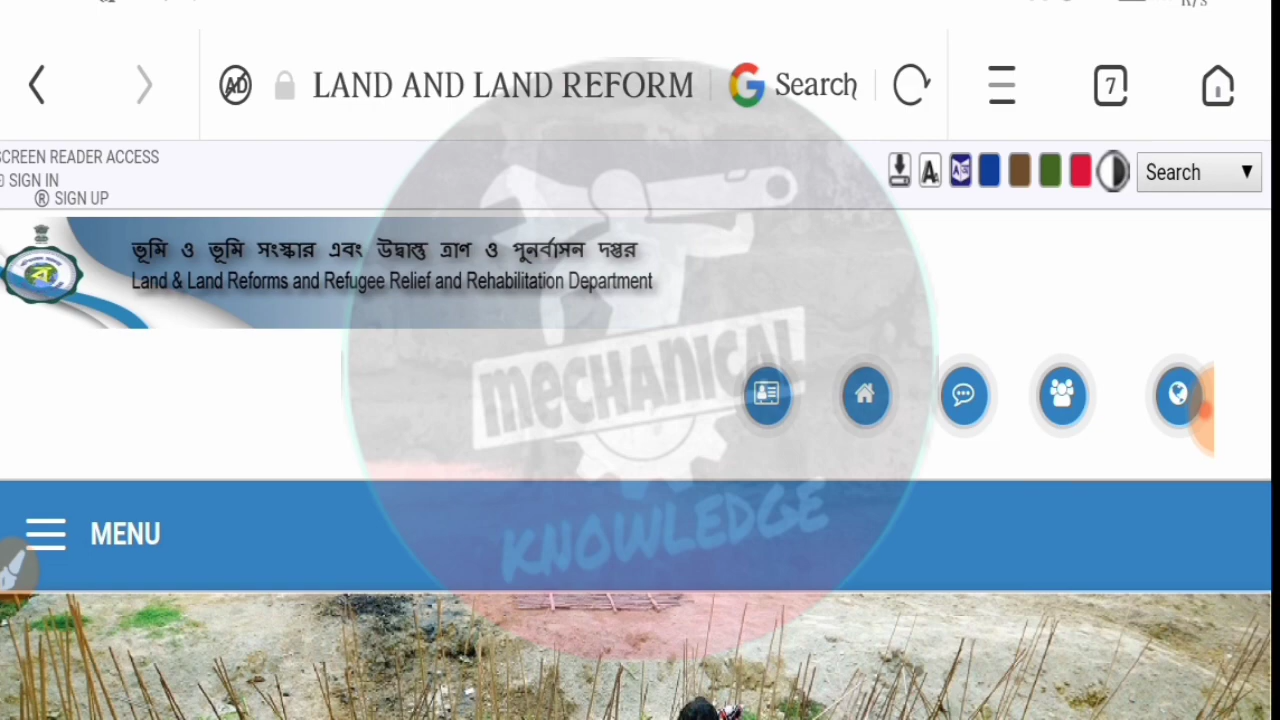 LAND AND LAND REFORM
Search
7
SCREEN READER ACCESS
SIGN IN
® SIGN UP
A
Search
ভূমি ও ভূমি সংস্কার এবং উদ্বাস্তু ত্রাণ ও পুনর্বাসন দপ্তর
Land & Land Reforms and Refugee Relief and Rehabilitation Department
MECHANICAL
KNOWLEDGE
MENU